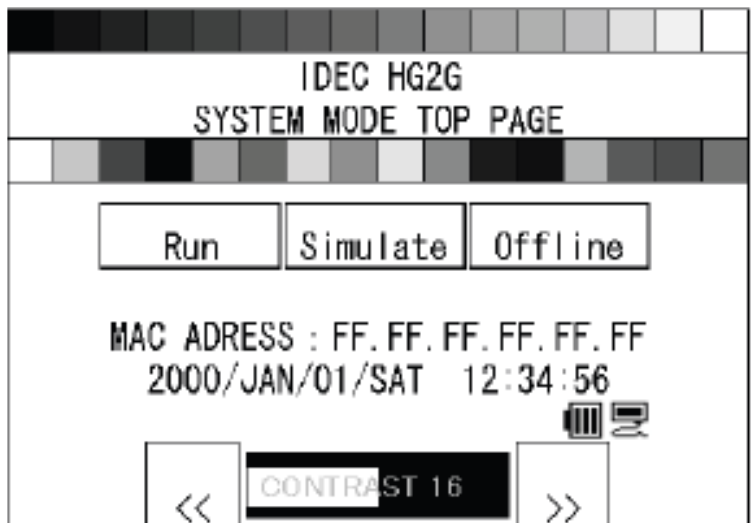 IDEC HG2G
SYSTEM MODE TOP PAGE
Run Simulate Offline
MAC ADRESS : FF.FF.FF.FF.FF.FF
2000/JAN/01/SAT 12:34:56
<< CONTRAST 16 >>